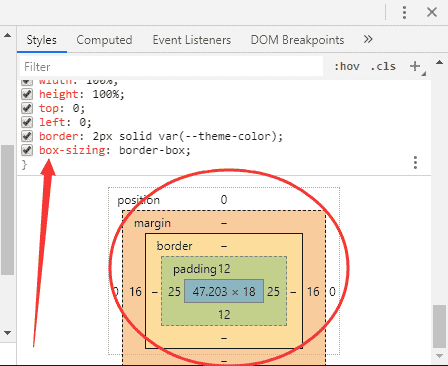 Styles Computed Event Listeners DOM Breakpoints »
Filter :hov .cls +
width: 100%;
height: 100%;
top: 0;
left: 0;
border: 2px solid var(--theme-color);
box-sizing: border-box;
}
position 0
margin –
border –
padding 12
0 16 – 25 47.203 × 18 25 – 16 0
12
–
–